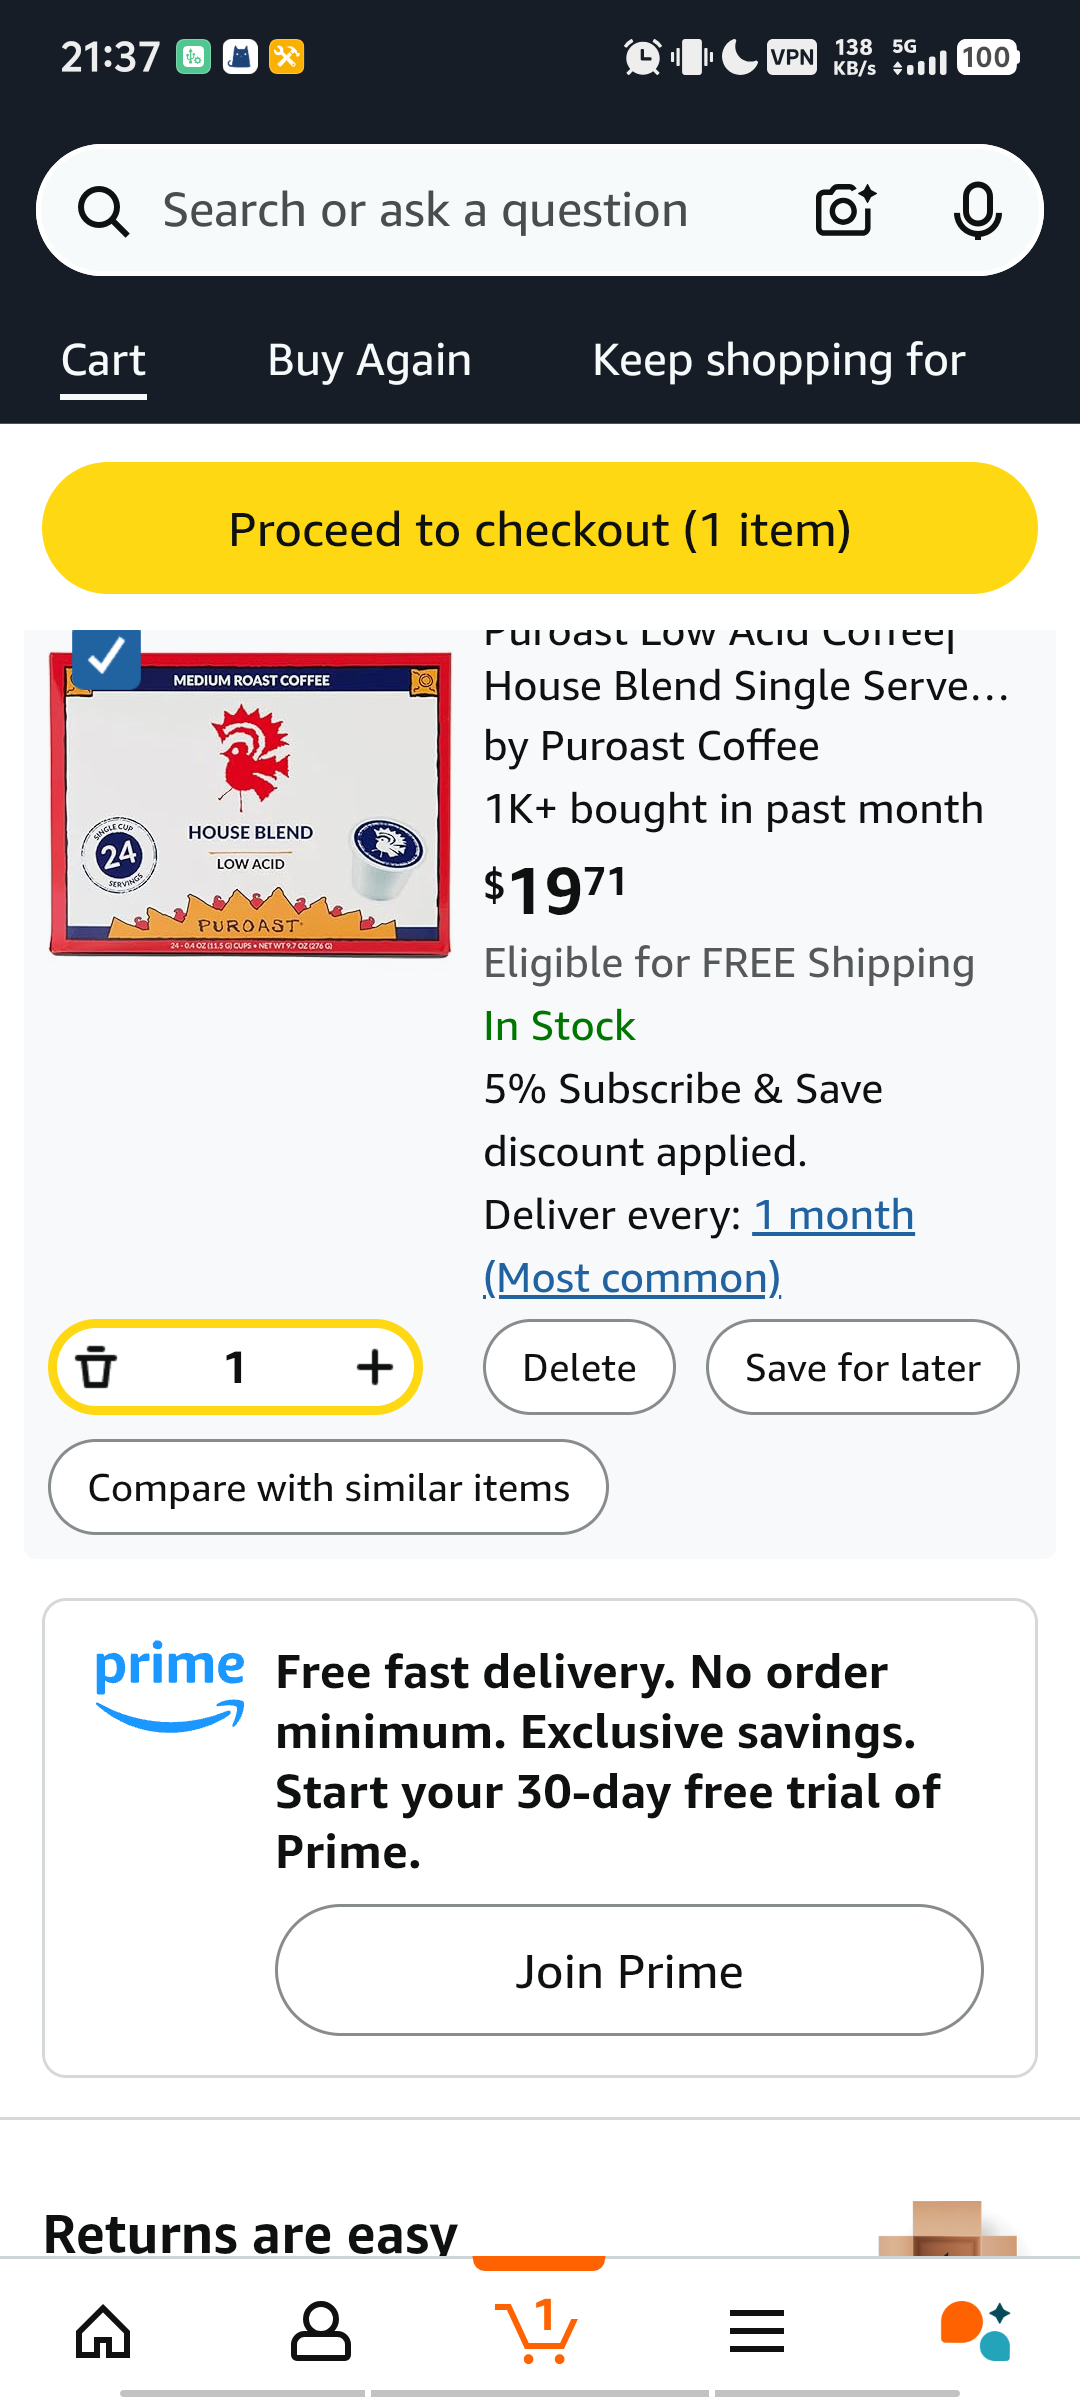 21:37
VPN
138
KB/s
5G
100
Search or ask a question
Cart
Buy Again
Keep shopping for
Proceed to checkout (1 item)
Puroast Low Acid Coffee|
House Blend Single Serve...
by Puroast Coffee
1K+ bought in past month
$19.71
Eligible for FREE Shipping
In Stock
5% Subscribe & Save
discount applied.
Deliver every: 1 month
(Most common)
MEDIUM ROAST COFFEE
HOUSE BLEND
LOW ACID
SINGLE CUP
24
SERVINGS
PUROAST
24 - 0.4 OZ (11.5 G) CUPS • NET WT 9.7 OZ (276 G)
1
Delete
Save for later
Compare with similar items
prime
Free fast delivery. No order
minimum. Exclusive savings.
Start your 30-day free trial of
Prime.
Join Prime
Returns are easy
1